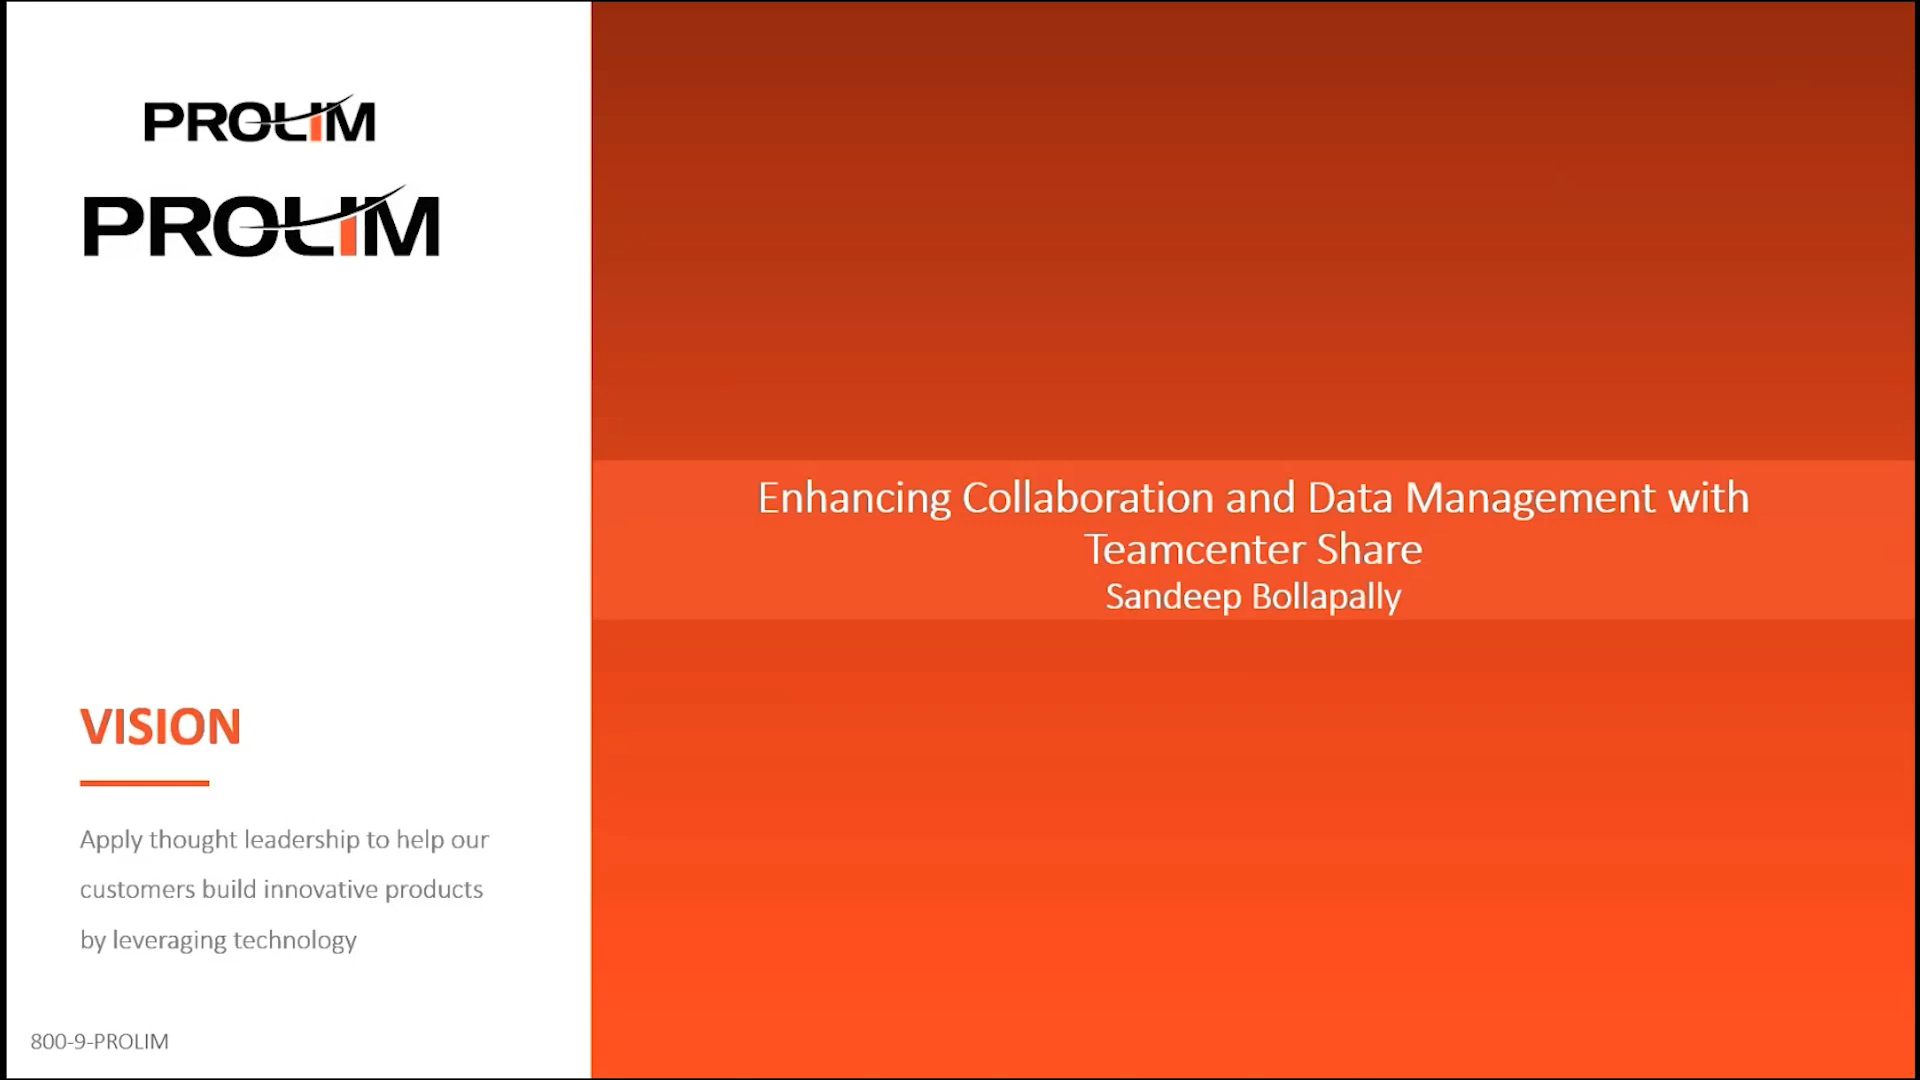 PROLIM
PROLIM
VISION
Apply thought leadership to help our
customers build innovative products
by leveraging technology
800-9-PROLIM
Enhancing Collaboration and Data Management with
Teamcenter Share
Sandeep Bollapally